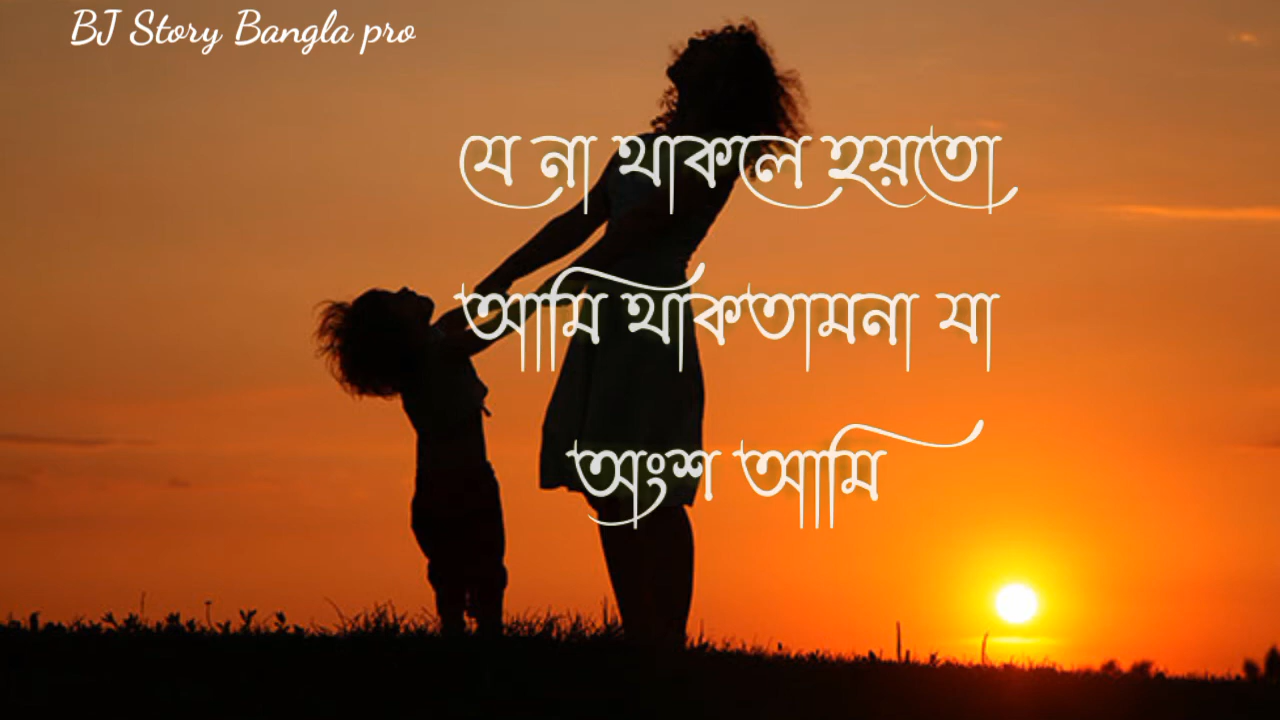 BJ Story Bangla pro
যে না থাকলে হয়তো
আমি থাকতামনা যা
অংশ আমি